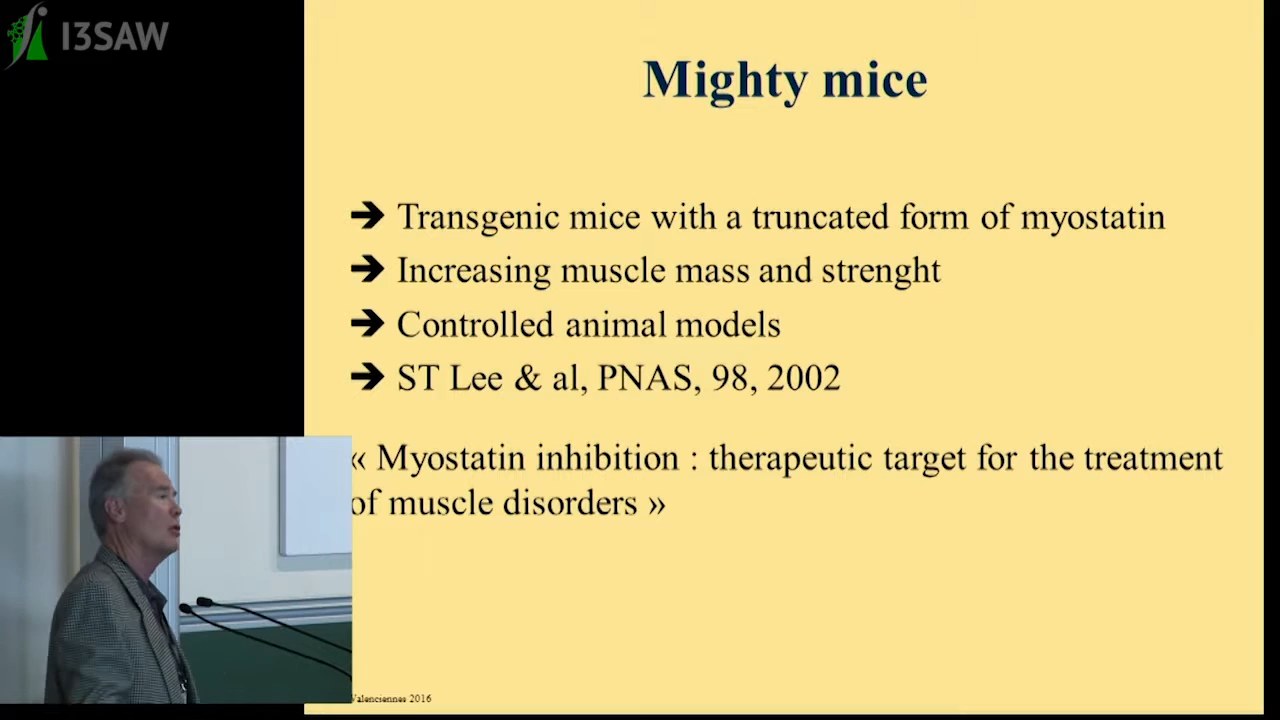 I3SAW
Mighty mice
➔ Transgenic mice with a truncated form of myostatin
➔ Increasing muscle mass and strenght
➔ Controlled animal models
➔ ST Lee & al, PNAS, 98, 2002
« Myostatin inhibition : therapeutic target for the treatment
of muscle disorders »
Valenciennes 2016